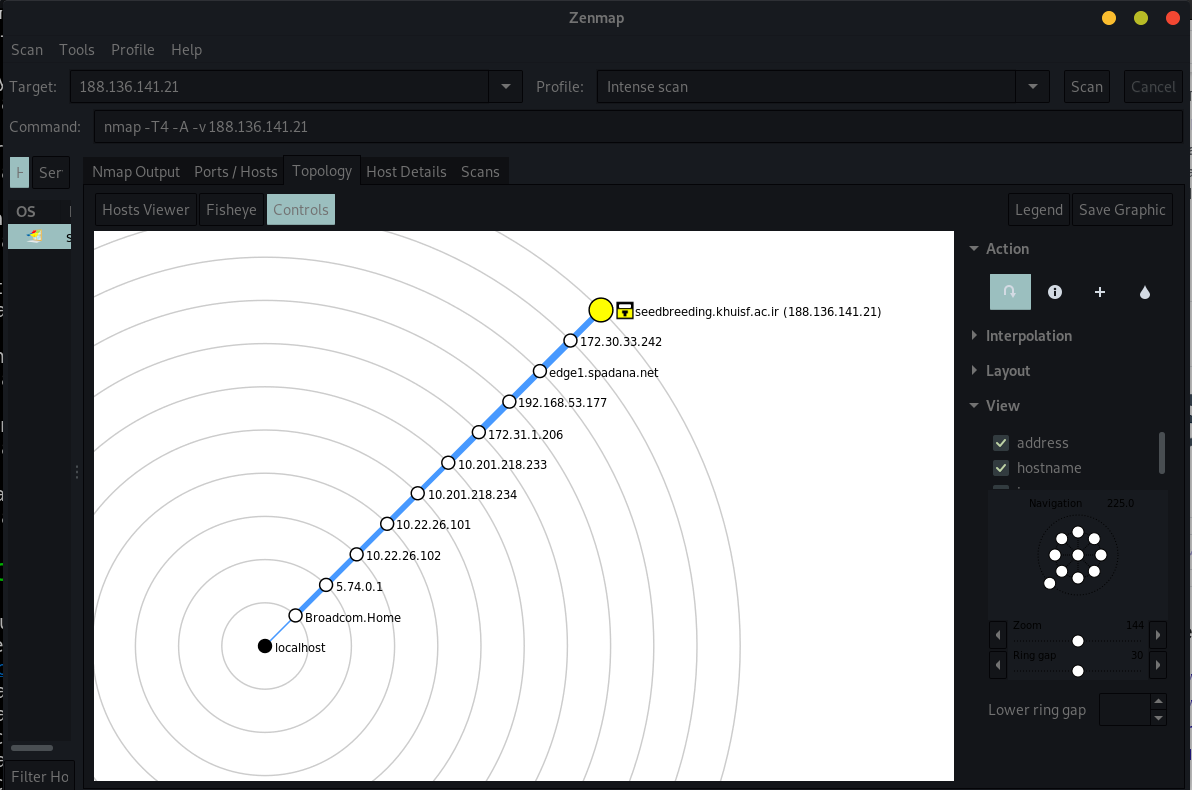 Zenmap
Scan Tools Profile Help
Target: 188.136.141.21 Profile: Intense scan Scan Cancel
Command: nmap -T4 -A -v 188.136.141.21
H Ser
Nmap Output Ports / Hosts Topology Host Details Scans
OS
Hosts Viewer Fisheye Controls Legend Save Graphic
seedbreeding.khuisf.ac.ir (188.136.141.21)
172.30.33.242
edge1.spadana.net
192.168.53.177
172.31.1.206
10.201.218.233
10.201.218.234
10.22.26.101
10.22.26.102
5.74.0.1
Broadcom.Home
localhost
Action
Interpolation
Layout
View
address
hostname
Navigation 225.0
Zoom 144
Ring gap 30
Lower ring gap
Filter Ho